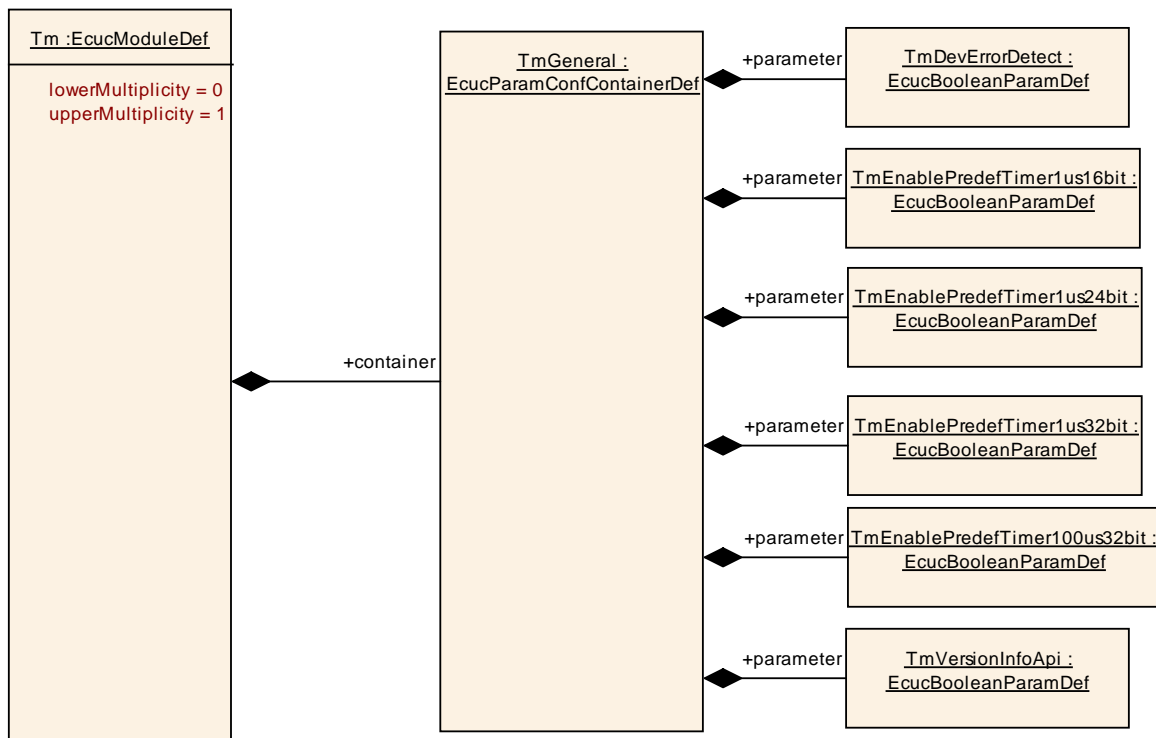 Tm :EcucModuleDef
lowerMultiplicity = 0
upperMultiplicity = 1
+container
TmGeneral :
EcucParamConfContainerDef
+parameter
TmDevErrorDetect :
EcucBooleanParamDef
+parameter
TmEnablePredefTimer1us16bit :
EcucBooleanParamDef
+parameter
TmEnablePredefTimer1us24bit :
EcucBooleanParamDef
+parameter
TmEnablePredefTimer1us32bit :
EcucBooleanParamDef
+parameter
TmEnablePredefTimer100us32bit :
EcucBooleanParamDef
+parameter
TmVersionInfoApi :
EcucBooleanParamDef